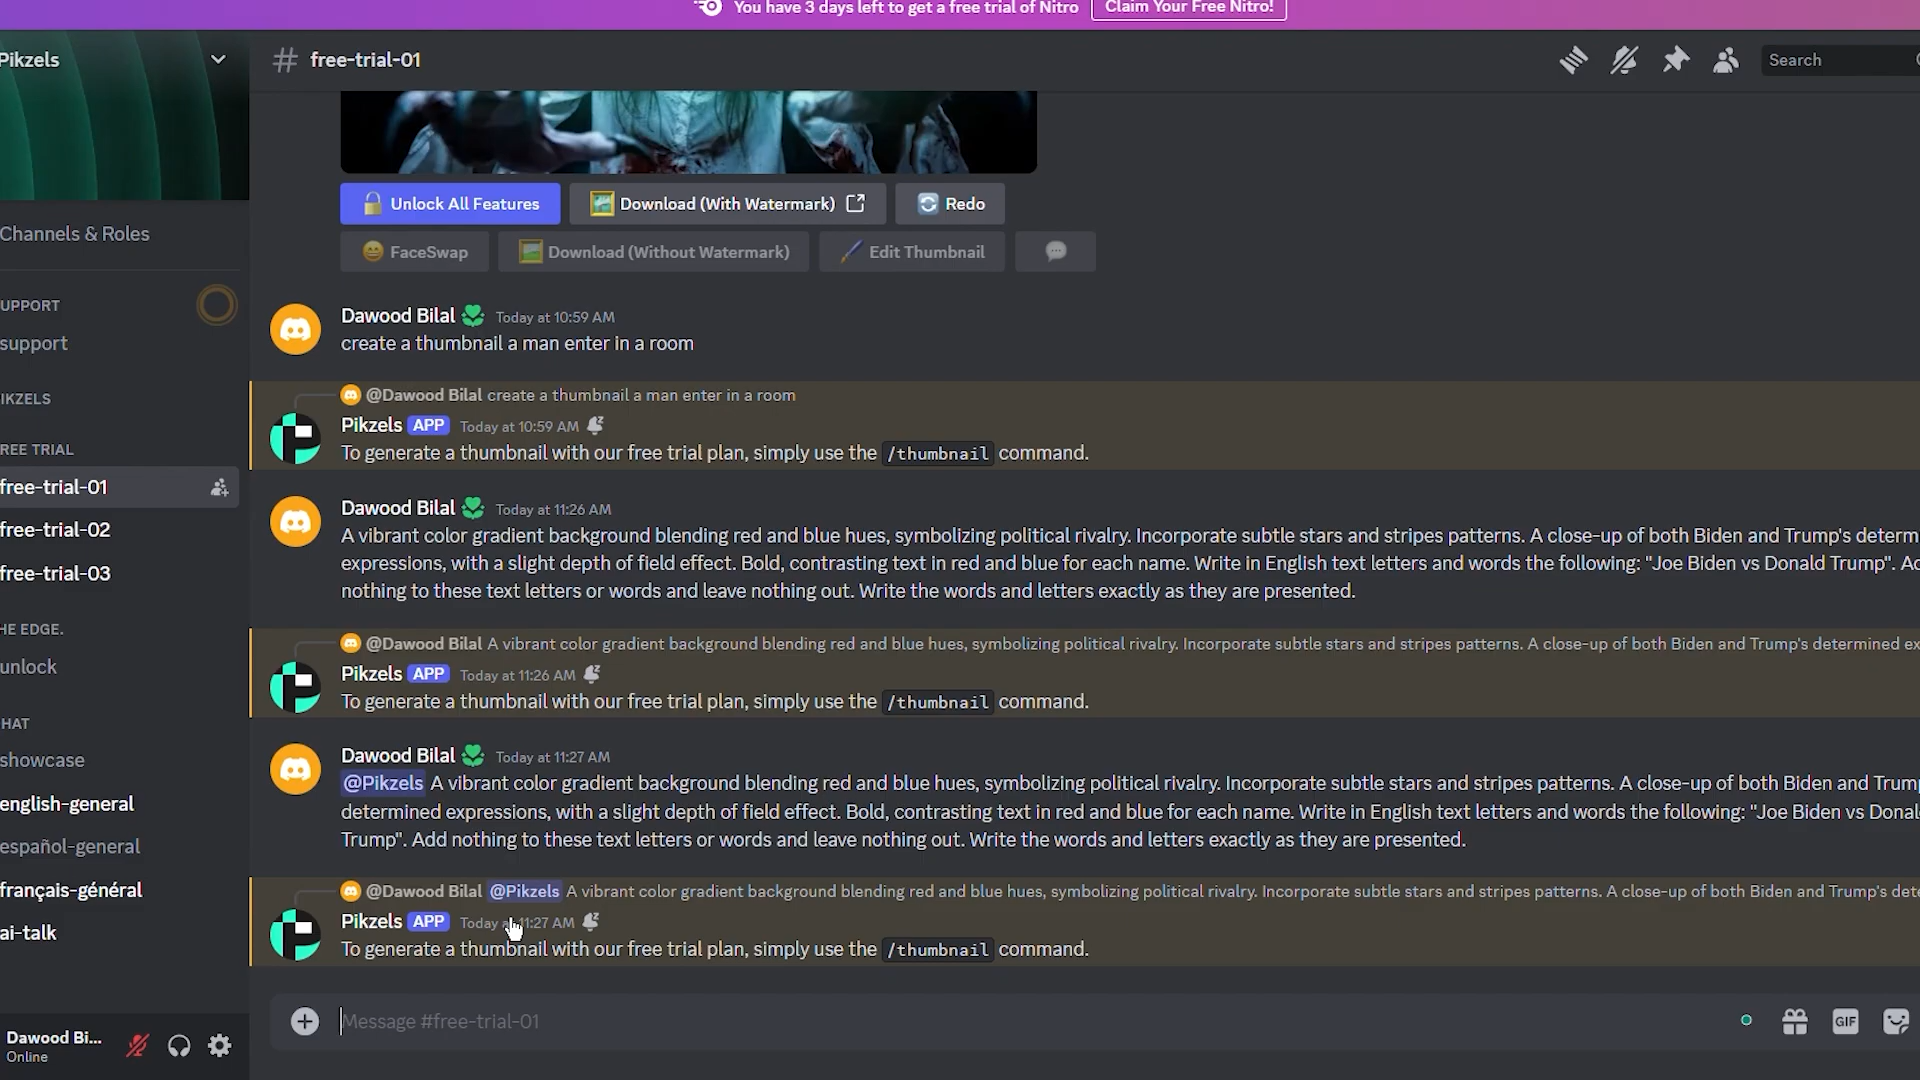 You have 3 days left to get a free trial of Nitro
Claim Your Free Nitro!
Pikzels
free-trial-01
Search
Channels & Roles
UPPORT
support
IKZELS
REE TRIAL
free-trial-01
free-trial-02
free-trial-03
HE EDGE.
unlock
HAT
showcase
english-general
español-general
français-général
ai-talk
Dawood Bi...
Online
Unlock All Features
Download (With Watermark)
Redo
FaceSwap
Download (Without Watermark)
Edit Thumbnail
Dawood Bilal Today at 10:59 AM
create a thumbnail a man enter in a room
@Dawood Bilal create a thumbnail a man enter in a room
Pikzels APP Today at 10:59 AM
To generate a thumbnail with our free trial plan, simply use the /thumbnail command.
Dawood Bilal Today at 11:26 AM
A vibrant color gradient background blending red and blue hues, symbolizing political rivalry. Incorporate subtle stars and stripes patterns. A close-up of both Biden and Trump's determ
expressions, with a slight depth of field effect. Bold, contrasting text in red and blue for each name. Write in English text letters and words the following: "Joe Biden vs Donald Trump". Ad
nothing to these text letters or words and leave nothing out. Write the words and letters exactly as they are presented.
@Dawood Bilal A vibrant color gradient background blending red and blue hues, symbolizing political rivalry. Incorporate subtle stars and stripes patterns. A close-up of both Biden and Trump's determined ex
Pikzels APP Today at 11:26 AM
To generate a thumbnail with our free trial plan, simply use the /thumbnail command.
Dawood Bilal Today at 11:27 AM
@Pikzels A vibrant color gradient background blending red and blue hues, symbolizing political rivalry. Incorporate subtle stars and stripes patterns. A close-up of both Biden and Trump
determined expressions, with a slight depth of field effect. Bold, contrasting text in red and blue for each name. Write in English text letters and words the following: "Joe Biden vs Donal
Trump". Add nothing to these text letters or words and leave nothing out. Write the words and letters exactly as they are presented.
@Dawood Bilal @Pikzels A vibrant color gradient background blending red and blue hues, symbolizing political rivalry. Incorporate subtle stars and stripes patterns. A close-up of both Biden and Trump's dete
Pikzels APP Today at 11:27 AM
To generate a thumbnail with our free trial plan, simply use the /thumbnail command.
Message #free-trial-01
GIF